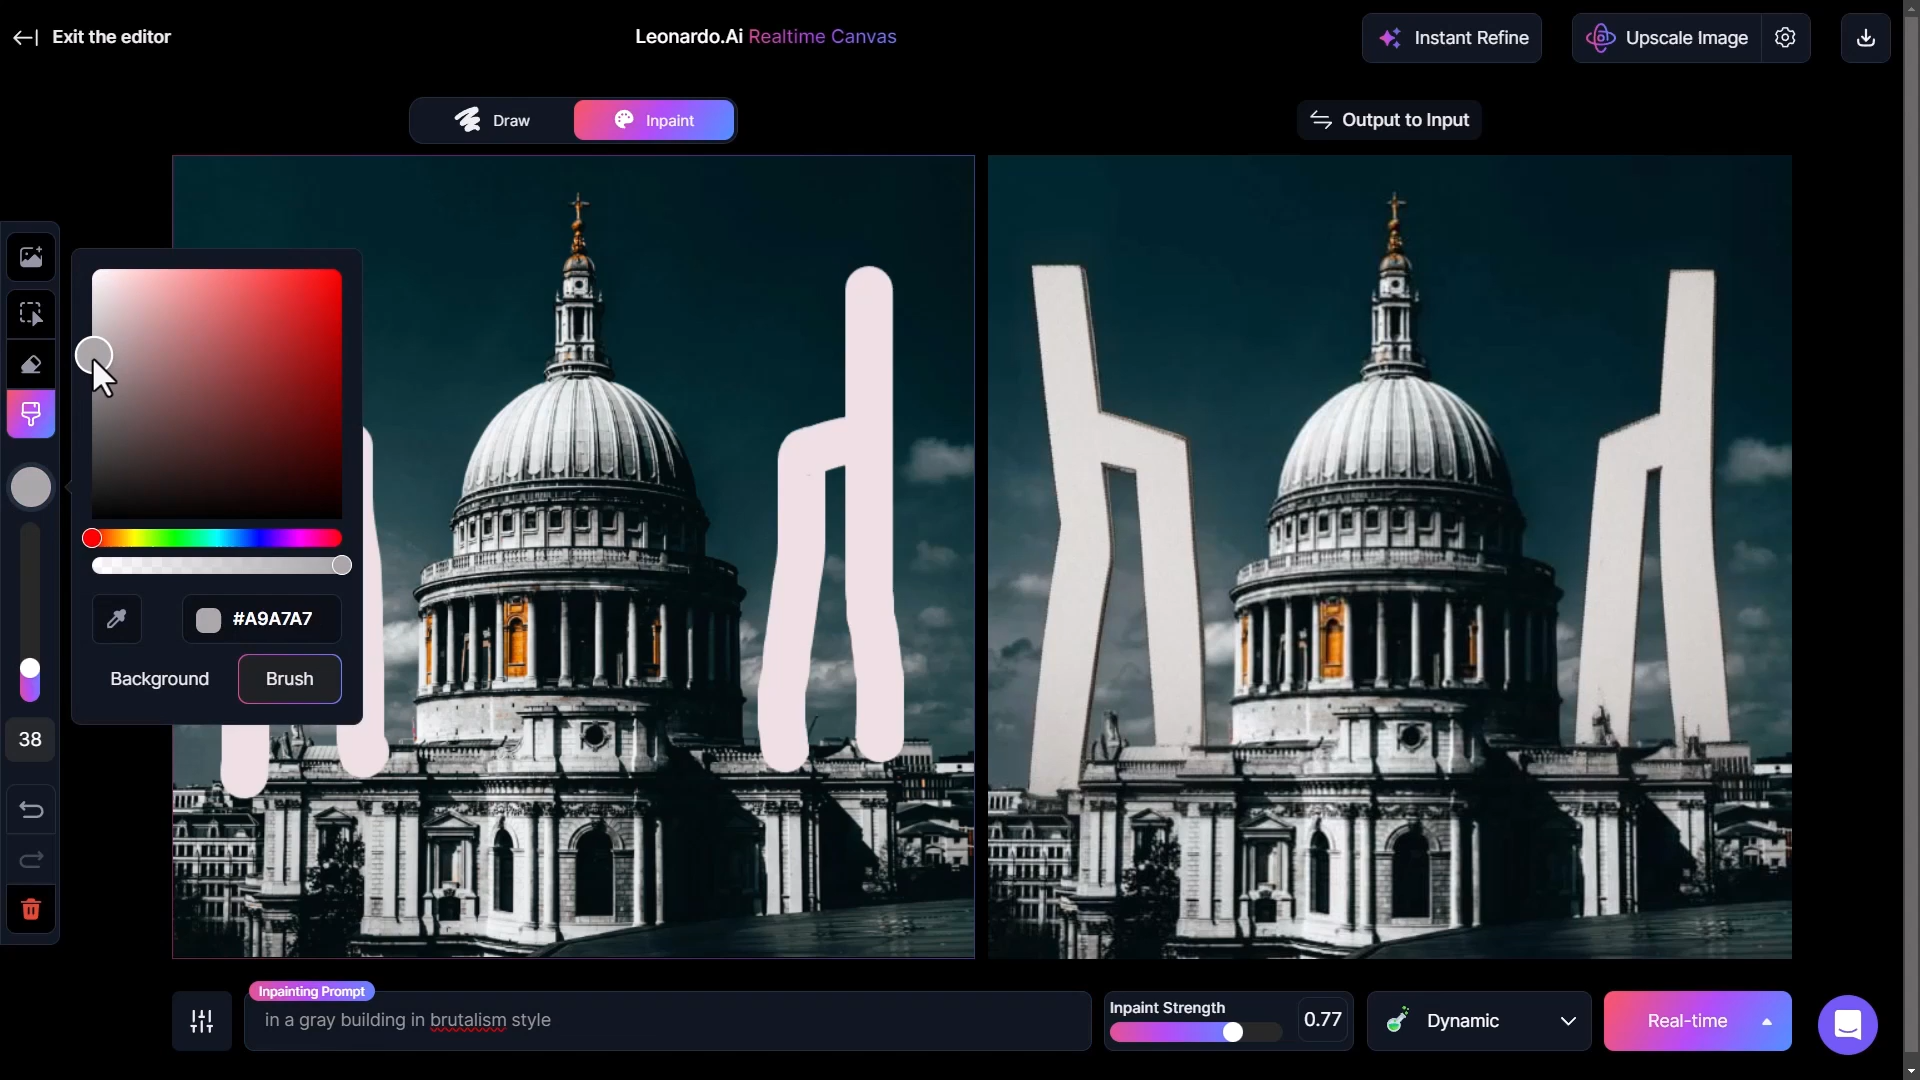 Exit the editor
Leonardo.Ai Realtime Canvas
Instant Refine
Upscale Image
Draw
Inpaint
Output to Input
#A9A7A7
Background
Brush
38
Inpainting Prompt
in a gray building in brutalism style
Inpaint Strength
0.77
Dynamic
Real-time